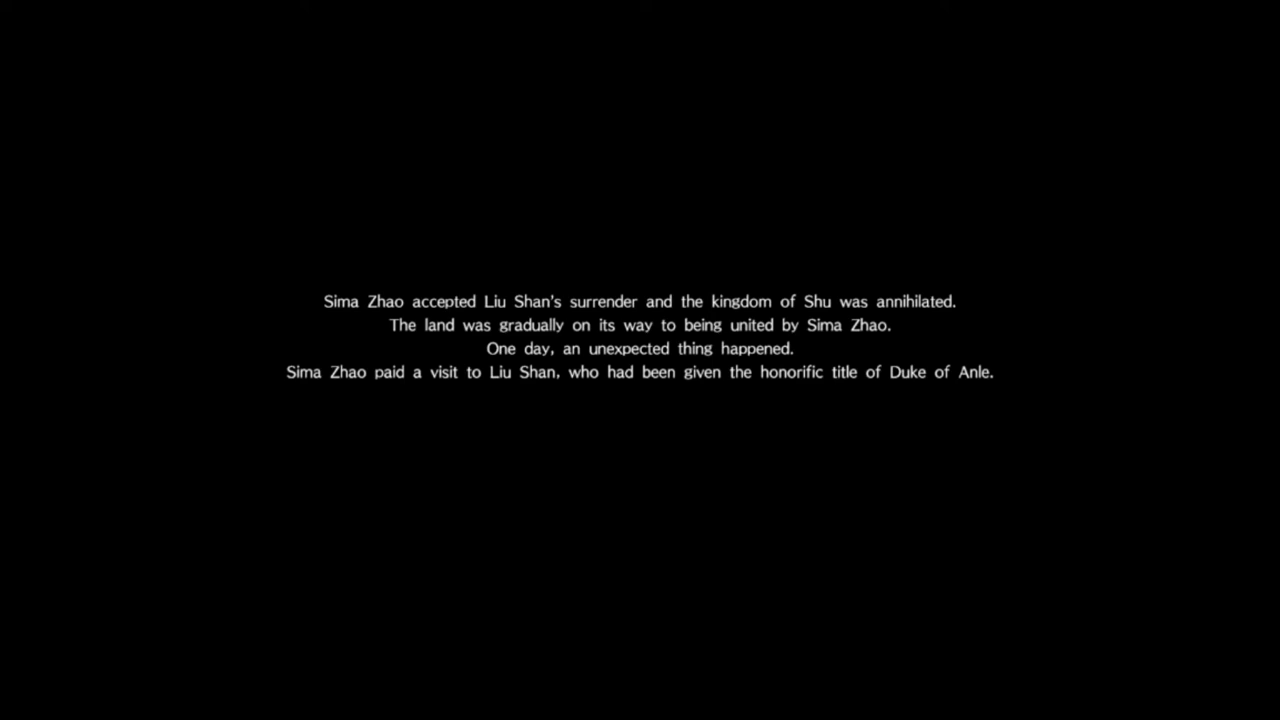 Sima Zhao accepted Liu Shan's surrender and the kingdom of Shu was annihilated.
The land was gradually on its way to being united by Sima Zhao.
One day, an unexpected thing happened.
Sima Zhao paid a visit to Liu Shan, who had been given the honorific title of Duke of Anle.